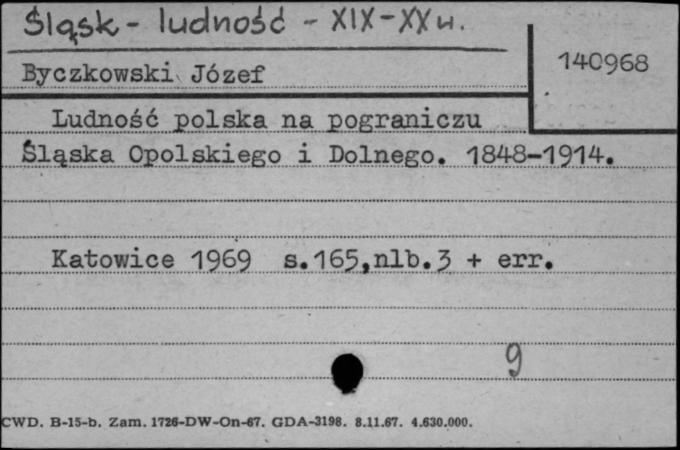 Śląsk - ludność - XIX-XX w.
140968
Byczkowski Józef
Ludność polska na pograniczu
Śląska Opolskiego i Dolnego. 1848-1914.
Katowice 1969 s.165,nlb.3 + err.
9
CWD. B-15-b. Zam. 1726-DW-On-67. GDA-3198. 8.11.67. 4.630.000.